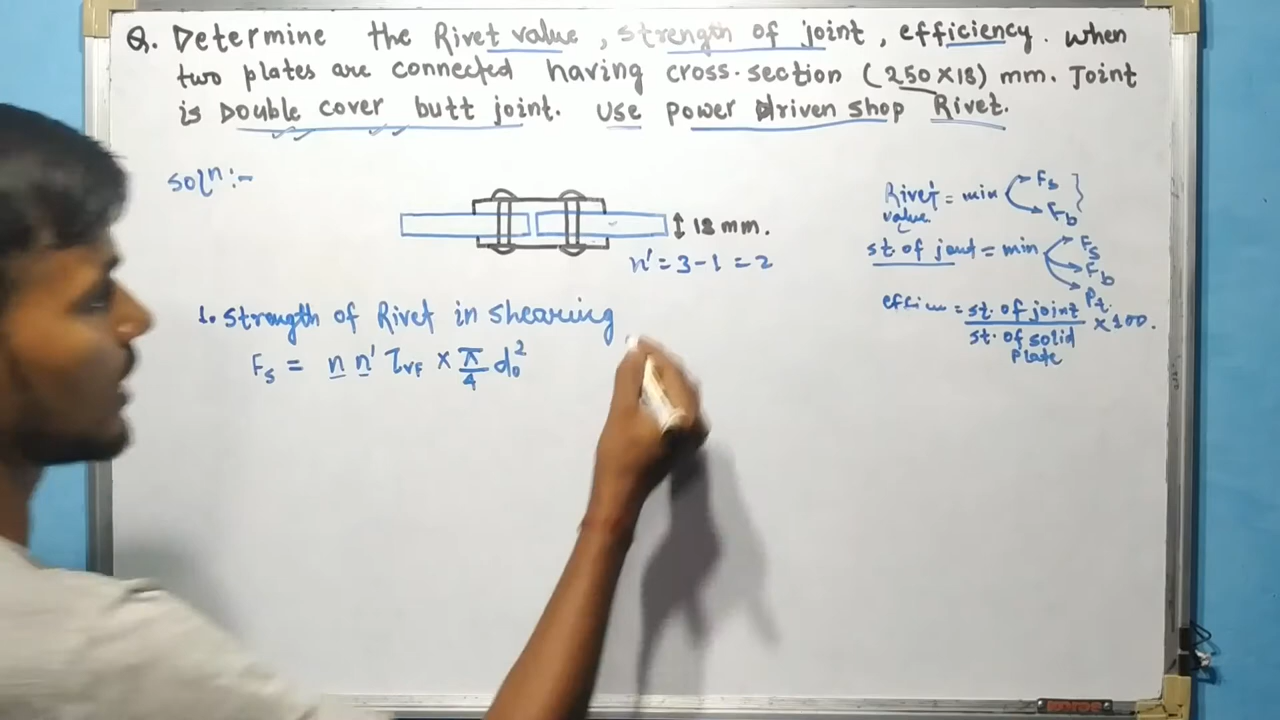 Q. Determine the Rivet value, strength of joint, efficiency. when
two plates are connected having cross-section (250×18) mm. Joint
is Double cover butt joint. Use power Driven shop Rivet.
Solⁿ:-
18 mm.
n' = 3-1 = 2
Rivet value = min
Fs
Fb
st. of joint = min
Fs
Fb
Pt.
= st. of joint / st. of solid plate × 100.
1. Strength of Rivet in shearing
Fs = n n' τvf × π/4 d₀²